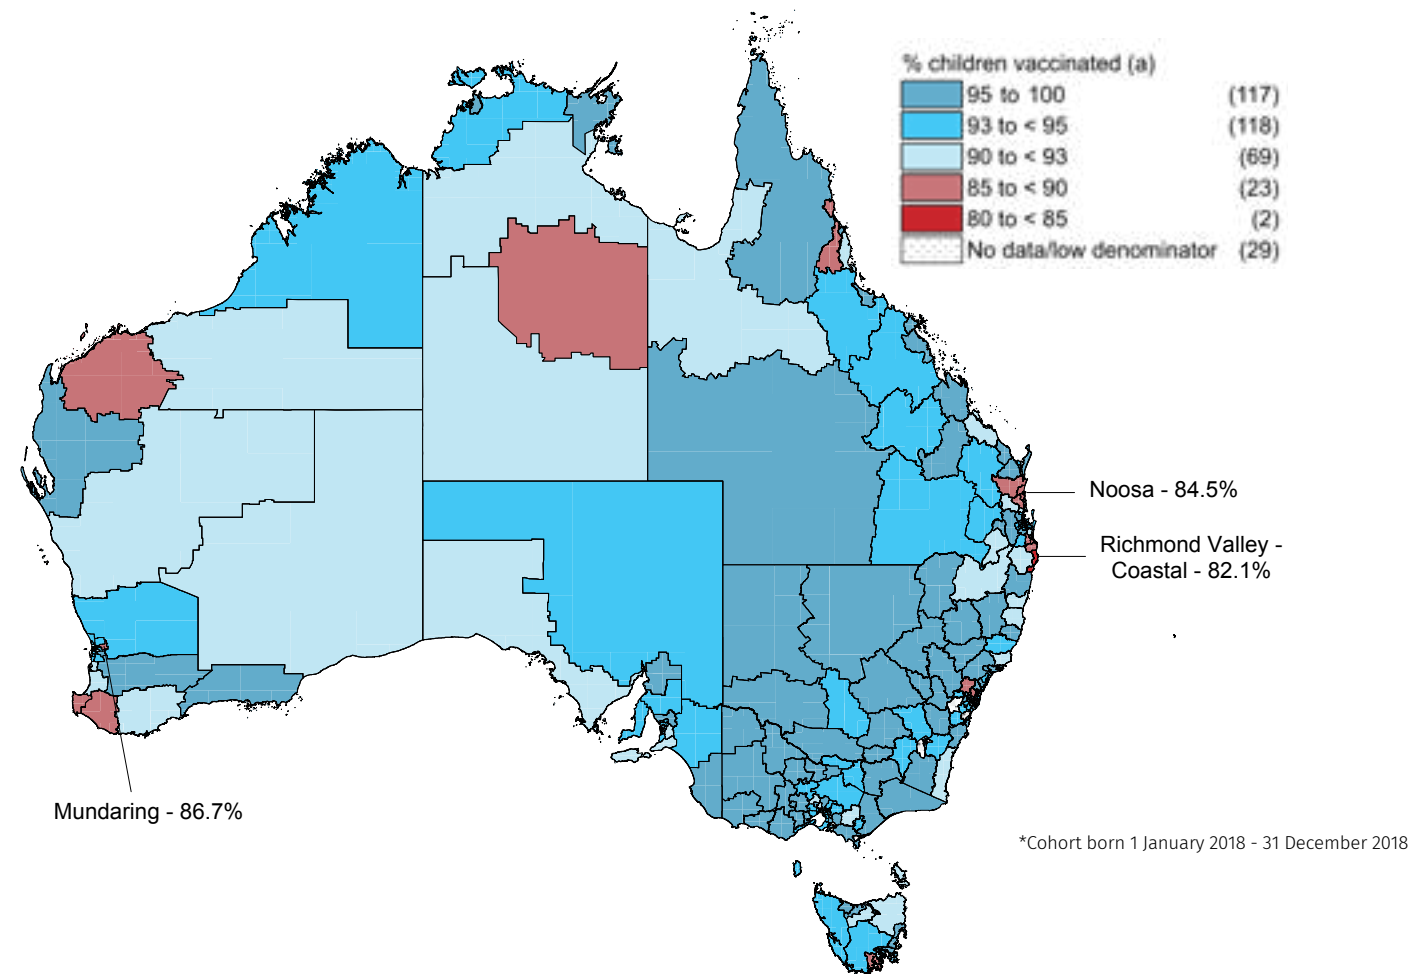 % children vaccinated (a)
95 to 100 (117)
93 to < 95 (118)
90 to < 93 (69)
85 to < 90 (23)
80 to < 85 (2)
No data/low denominator (29)
Noosa - 84.5%
Richmond Valley -
Coastal - 82.1%
Mundaring - 86.7%
*Cohort born 1 January 2018 - 31 December 2018